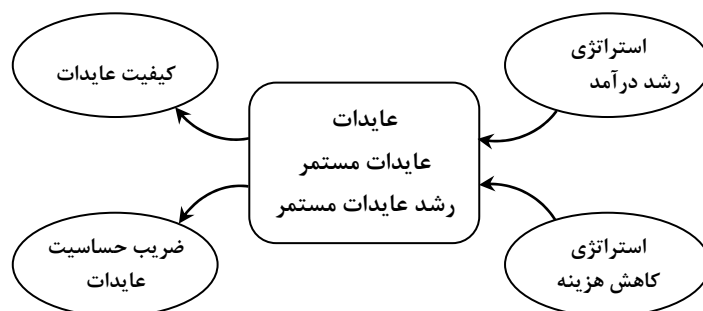 استراتژی
رشد درآمد
کیفیت عایدات
عایدات
عایدات مستمر
رشد عایدات مستمر
استراتژی
کاهش هزینه
ضریب حساسیت
عایدات